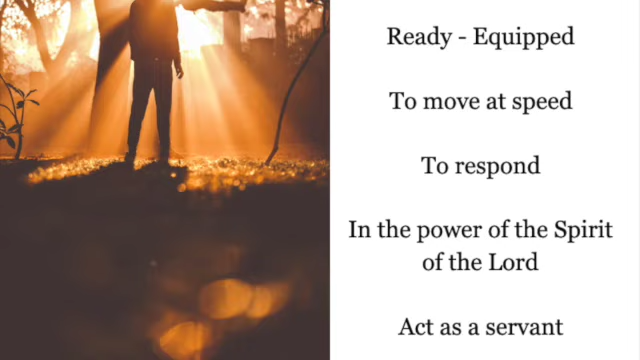 Ready - Equipped
To move at speed
To respond
In the power of the Spirit
of the Lord
Act as a servant